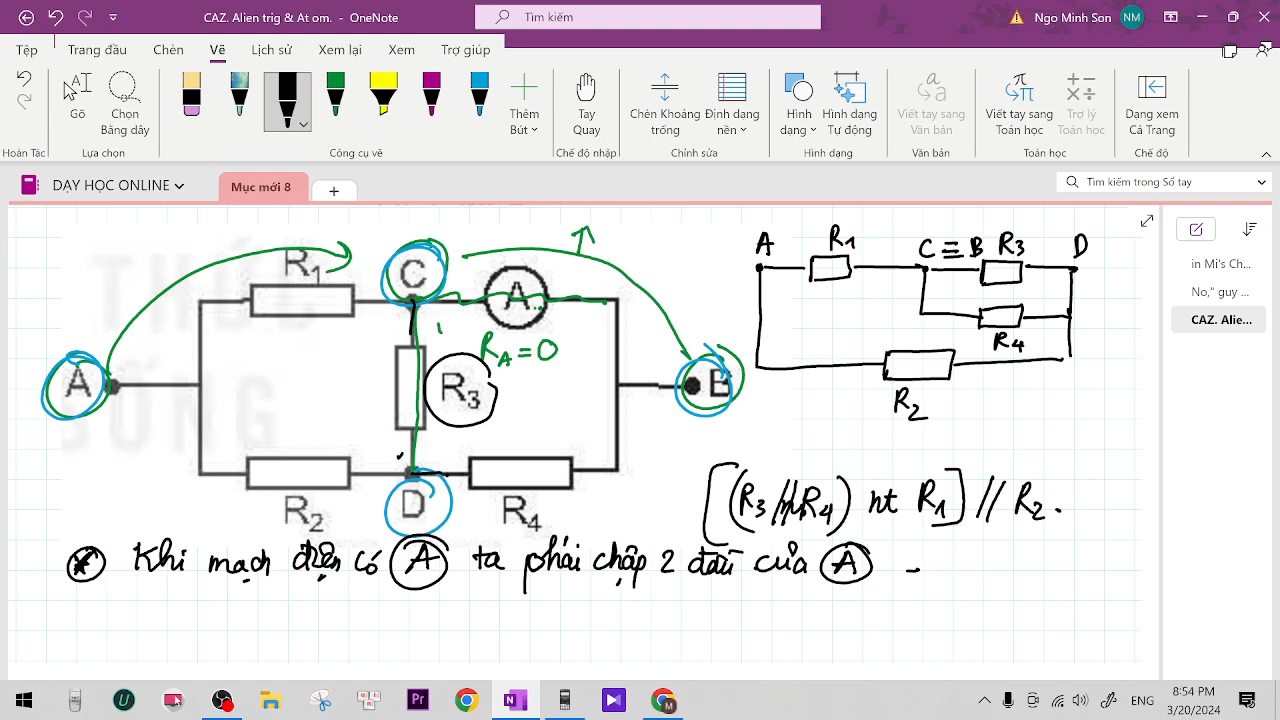 CAZ. Alien... • Đã lưu
Tìm kiếm
Ngo Minh Son
NM
Tệp Trang đầu Chèn Vẽ Lịch sử Xem lại Xem Trợ giúp
Gõ
Chọn Bằng dây
Thêm Bút
Tay Quay
Chèn Khoảng trống
Định dạng nền
Hình dạng
Hình dạng Tự động
Viết tay sang Văn bản
Viết tay sang Toán học
Trợ lý Toán học
Dạng xem Cả Trang
Hoàn Tác Lựa chọn Công cụ vẽ Chế độ nhập Chỉnh sửa Hình dạng Văn bản Toán học Chế độ
DẠY HỌC ONLINE
Mục mới 8
+
Tìm kiếm trong Sổ tay
in Mi's Ch...
No," guy ...
CAZ. Alie...
R1 C A
RA = 0
A R3 B
R2 D R4
A R1 C ≡ B R3 D
R4
R2
[(R3 // R4) nt R1] // R2.
* Khi mạch điện có A ta phải chập 2 đầu của A
Pr
M
ENG
8:54 PM
3/20/2024